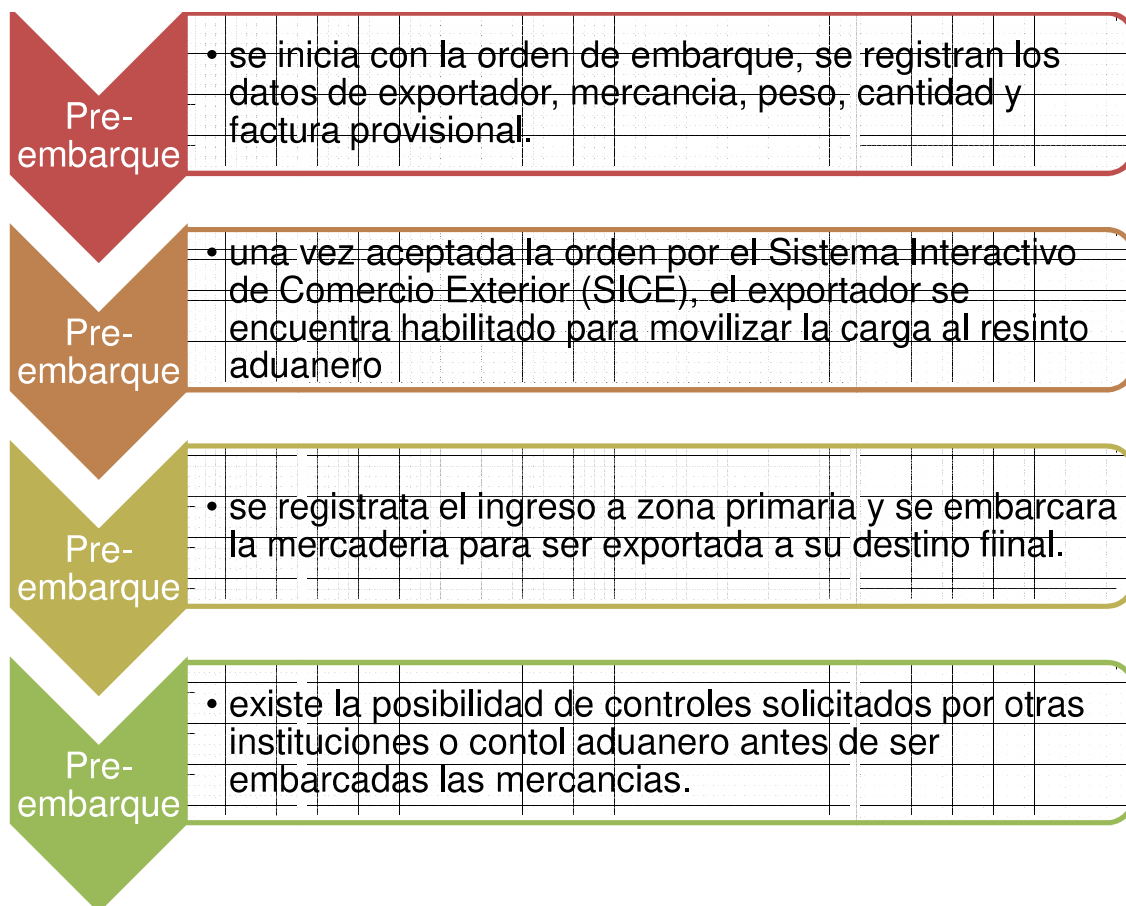 Pre-
embarque
• se inicia con la orden de embarque, se registran los
datos de exportador, mercancia, peso, cantidad y
factura provisional.
Pre-
embarque
• una vez aceptada la orden por el Sistema Interactivo
de Comercio Exterior (SICE), el exportador se
encuentra habilitado para movilizar la carga al resinto
aduanero
Pre-
embarque
• se registrata el ingreso a zona primaria y se embarcara
la mercaderia para ser exportada a su destino fiinal.
Pre-
embarque
• existe la posibilidad de controles solicitados por otras
instituciones o contol aduanero antes de ser
embarcadas las mercancias.